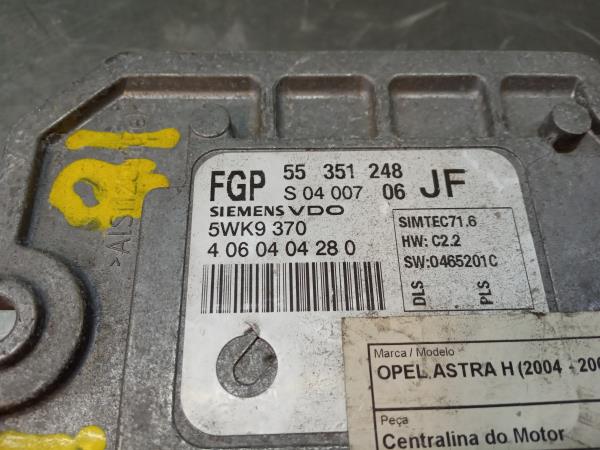 FGP 55 351 248
S 04 007 06 JF
SIEMENS VDO
5WK9 370
4 06 04 04 28 0
SIMTEC71.6
HW: C2.2
SW:0465201C
DLS PLS
Marca / Modelo
OPEL ASTRA H (2004 - 20
Peça
Centralina do Motor